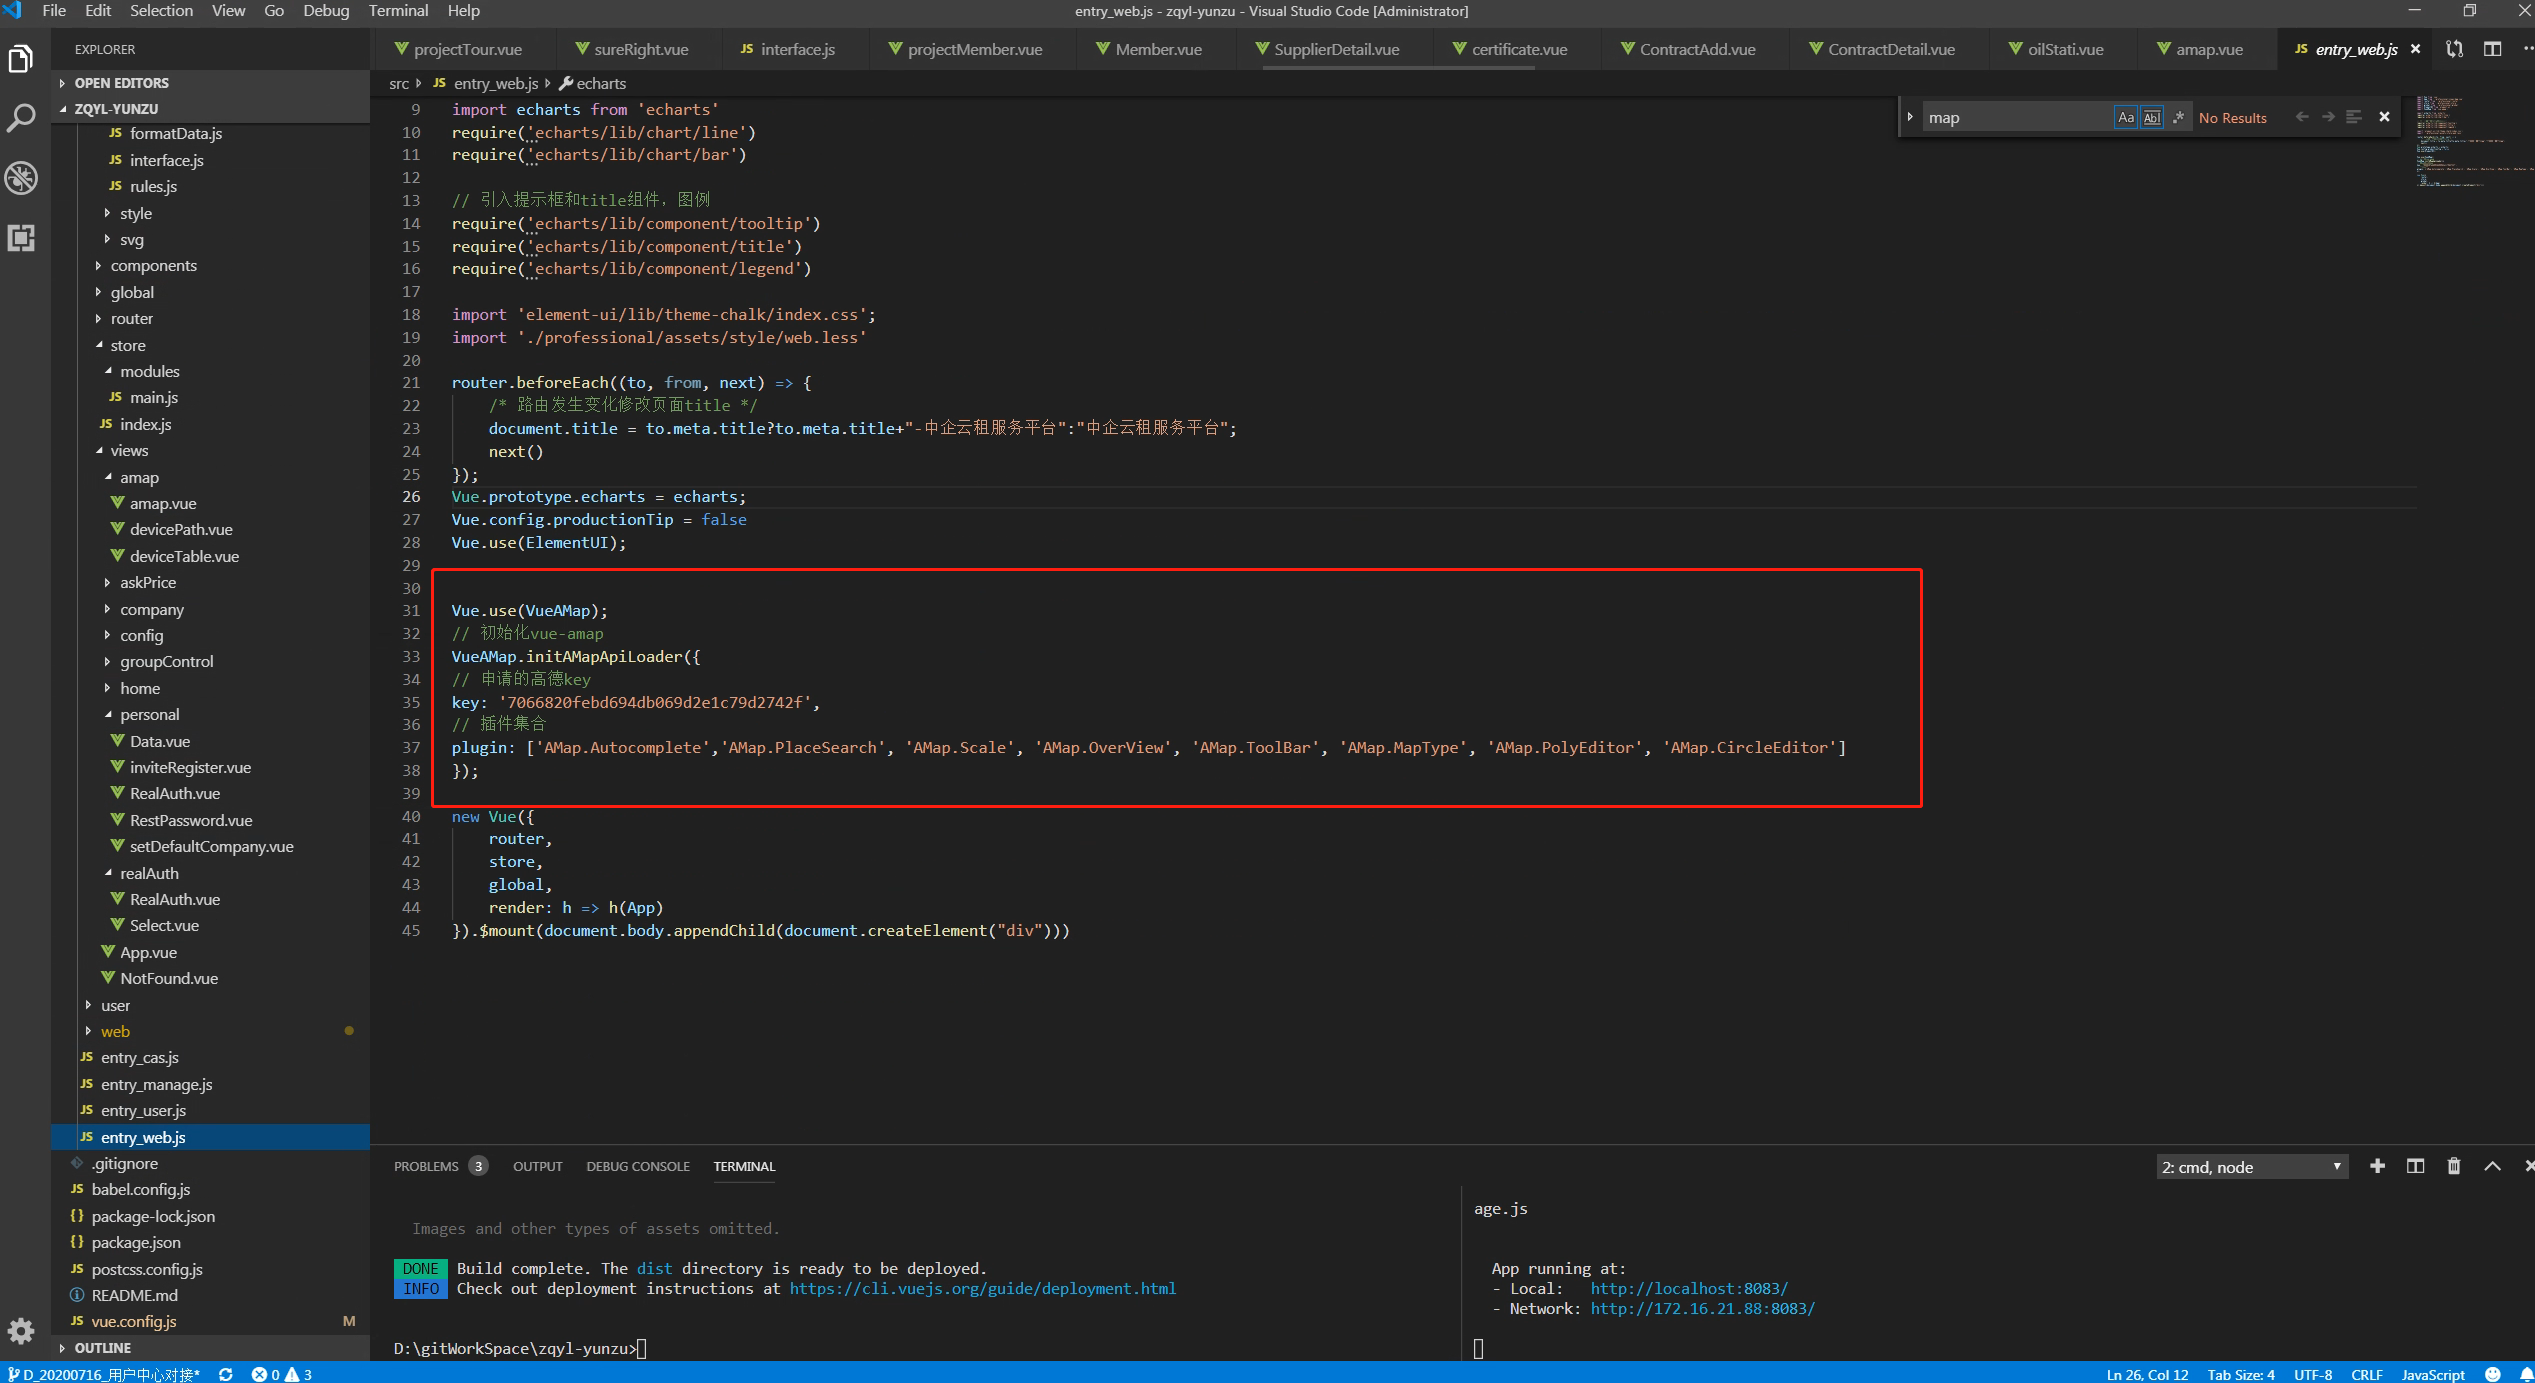 File Edit Selection View Go Debug Terminal Help
entry_web.js - zqyl-yunzu - Visual Studio Code [Administrator]
EXPLORER
OPEN EDITORS
ZQYL-YUNZU
JS formatData.js
JS interface.js
JS rules.js
style
svg
components
global
router
store
modules
JS main.js
JS index.js
views
amap
amap.vue
devicePath.vue
deviceTable.vue
askPrice
company
config
groupControl
home
personal
Data.vue
inviteRegister.vue
RealAuth.vue
RestPassword.vue
setDefaultCompany.vue
realAuth
RealAuth.vue
Select.vue
App.vue
NotFound.vue
user
web
JS entry_cas.js
JS entry_manage.js
JS entry_user.js
JS entry_web.js
.gitignore
JS babel.config.js
{} package-lock.json
{} package.json
JS postcss.config.js
README.md
JS vue.config.js M
OUTLINE
projectTour.vue sureRight.vue JS interface.js projectMember.vue Member.vue SupplierDetail.vue certificate.vue ContractAdd.vue ContractDetail.vue oilStati.vue amap.vue JS entry_web.js
src JS entry_web.js echarts
map Aa Abl .* No Results
9 import echarts from 'echarts'
10 require('echarts/lib/chart/line')
11 require('echarts/lib/chart/bar')
12
13 // 引入提示框和title组件，图例
14 require('echarts/lib/component/tooltip')
15 require('echarts/lib/component/title')
16 require('echarts/lib/component/legend')
17
18 import 'element-ui/lib/theme-chalk/index.css';
19 import './professional/assets/style/web.less'
20
21 router.beforeEach((to, from, next) => {
22 /* 路由发生变化修改页面title */
23 document.title = to.meta.title?to.meta.title+"-中企云租服务平台":"中企云租服务平台";
24 next()
25 });
26 Vue.prototype.echarts = echarts;
27 Vue.config.productionTip = false
28 Vue.use(ElementUI);
29
30
31 Vue.use(VueAMap);
32 // 初始化vue-amap
33 VueAMap.initAMapApiLoader({
34 // 申请的高德key
35 key: '7066820febd694db069d2e1c79d2742f',
36 // 插件集合
37 plugin: ['AMap.Autocomplete','AMap.PlaceSearch', 'AMap.Scale', 'AMap.OverView', 'AMap.ToolBar', 'AMap.MapType', 'AMap.PolyEditor', 'AMap.CircleEditor']
38 });
39
40 new Vue({
41 router,
42 store,
43 global,
44 render: h => h(App)
45 }).$mount(document.body.appendChild(document.createElement("div")))
PROBLEMS 3 OUTPUT DEBUG CONSOLE TERMINAL
2: cmd, node
Images and other types of assets omitted.
DONE Build complete. The dist directory is ready to be deployed.
INFO Check out deployment instructions at https://cli.vuejs.org/guide/deployment.html
D:\gitWorkSpace\zqyl-yunzu>
age.js
App running at:
- Local: http://localhost:8083/
- Network: http://172.16.21.88:8083/
D_20200716_用户中心对接* 0 3
Ln 26, Col 12 Tab Size: 4 UTF-8 CRLF JavaScript